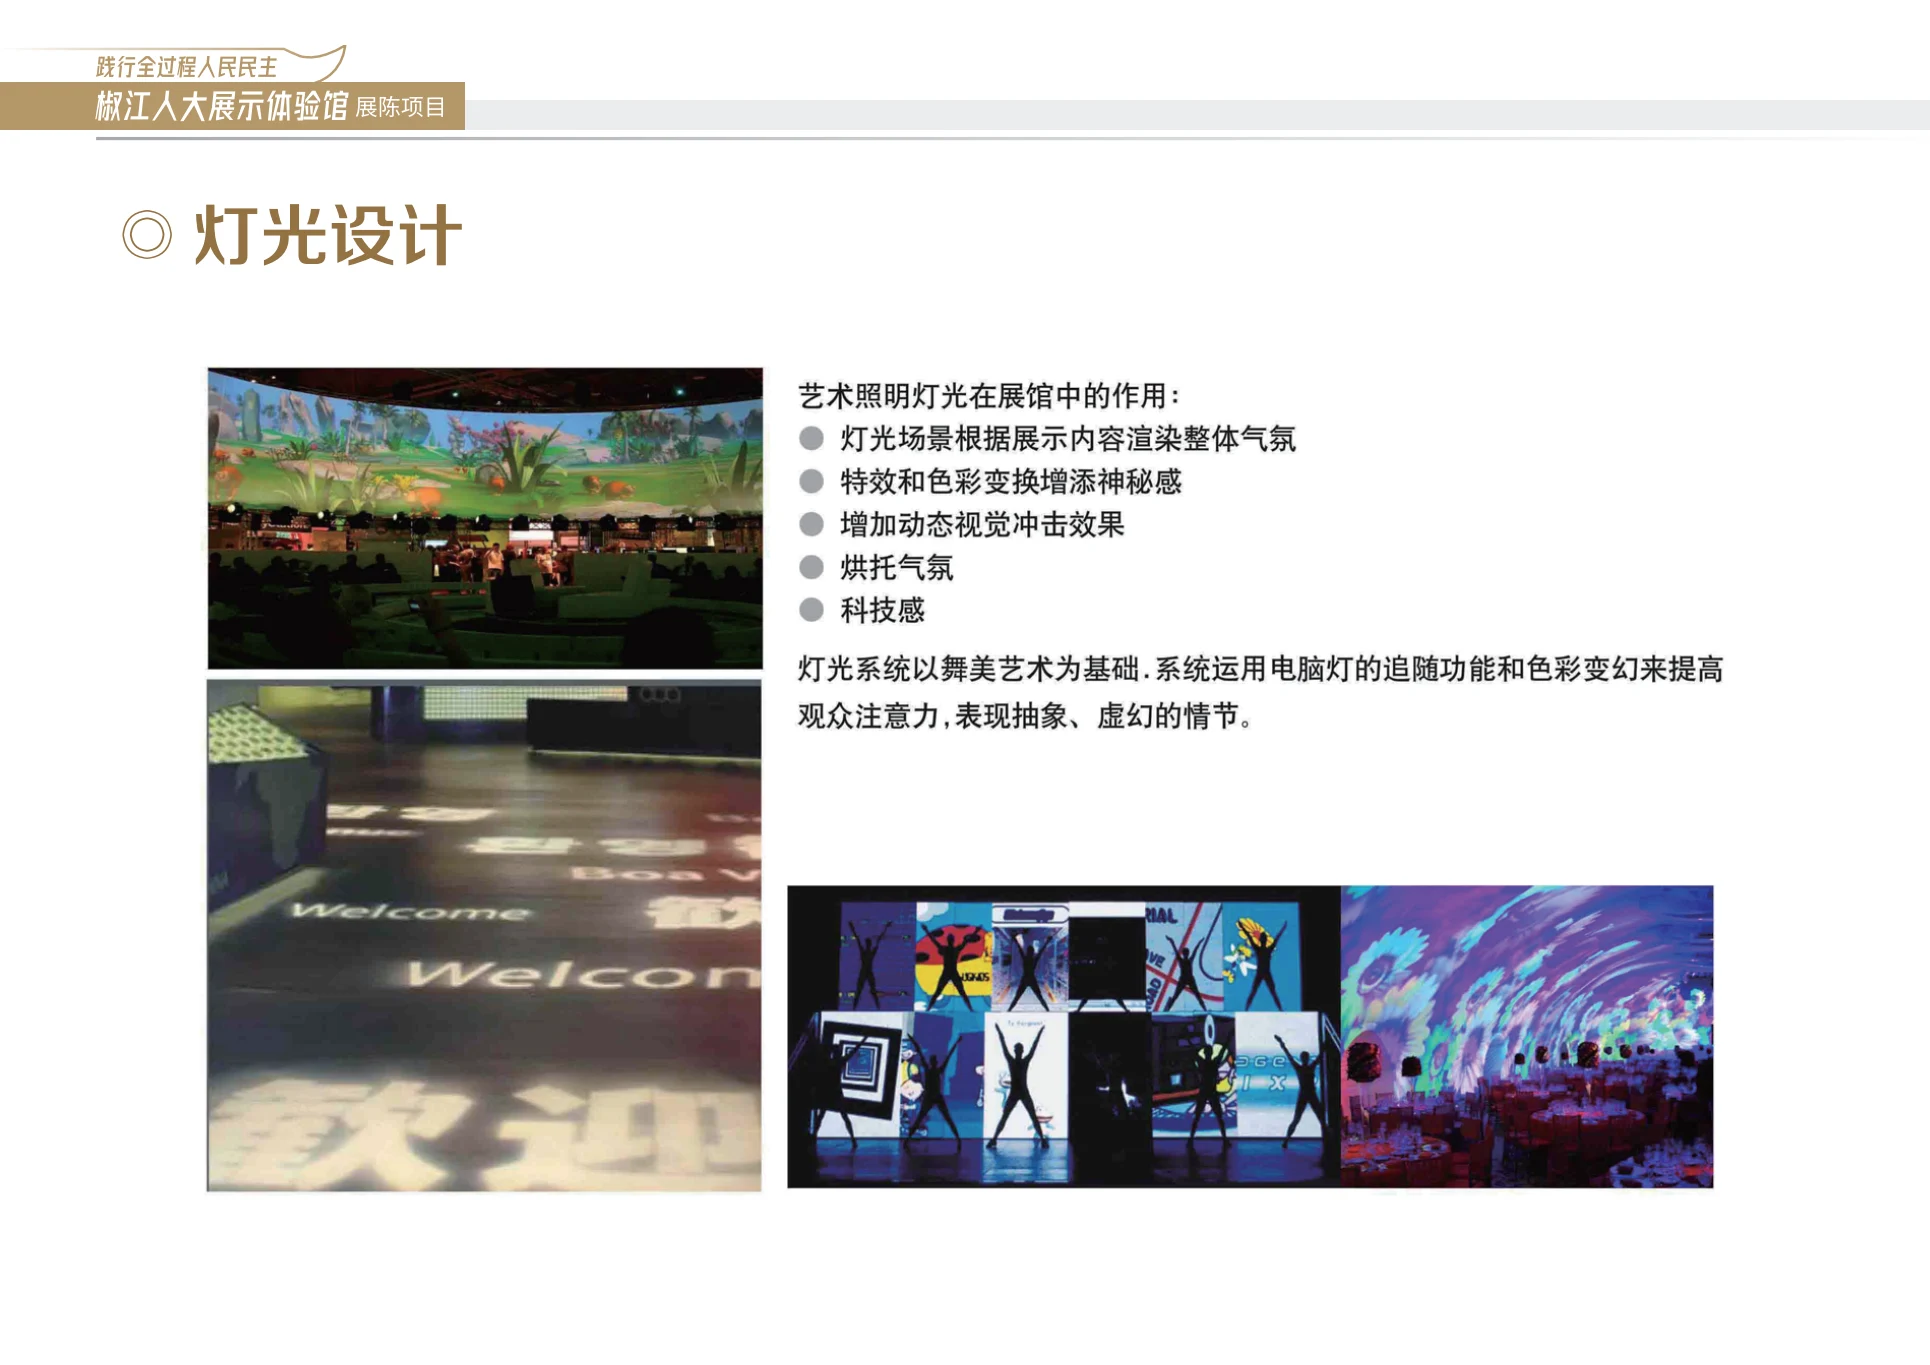 践行全过程人民民主
椒江人大展示体验馆 展陈项目
灯光设计
艺术照明灯光在展馆中的作用：
灯光场景根据展示内容渲染整体气氛
特效和色彩变换增添神秘感
增加动态视觉冲击效果
烘托气氛
科技感
灯光系统以舞美艺术为基础.系统运用电脑灯的追随功能和色彩变幻来提高
观众注意力,表现抽象、虚幻的情节。
Boa V
Welcome
歡
Welcom
歡迎
RIAL